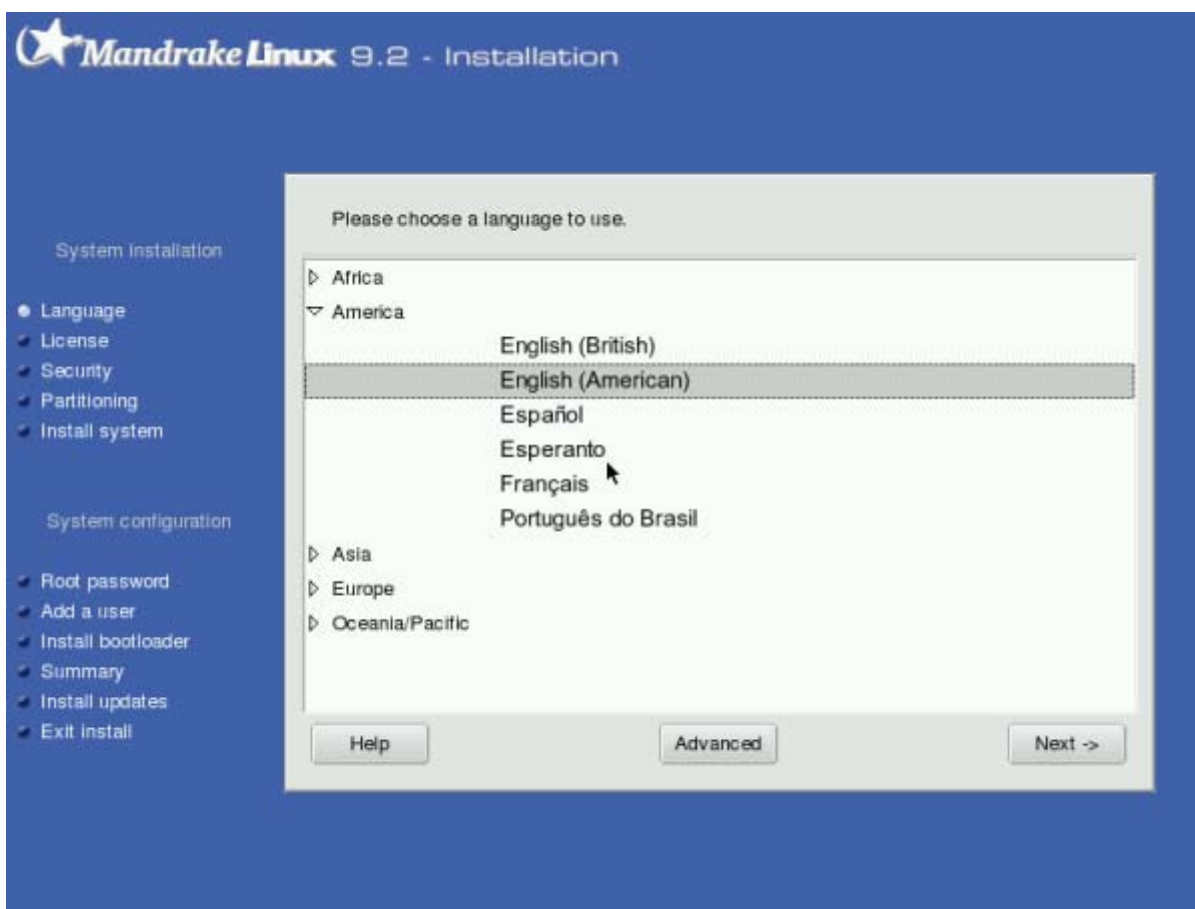 Mandrake Linux 9.2 - Installation
System installation
Language
License
Security
Partitioning
Install system
System configuration
Root password
Add a user
Install bootloader
Summary
Install updates
Exit install
Please choose a language to use.
Africa
America
English (British)
English (American)
Español
Esperanto
Français
Português do Brasil
Asia
Europe
Oceania/Pacific
Help
Advanced
Next ->